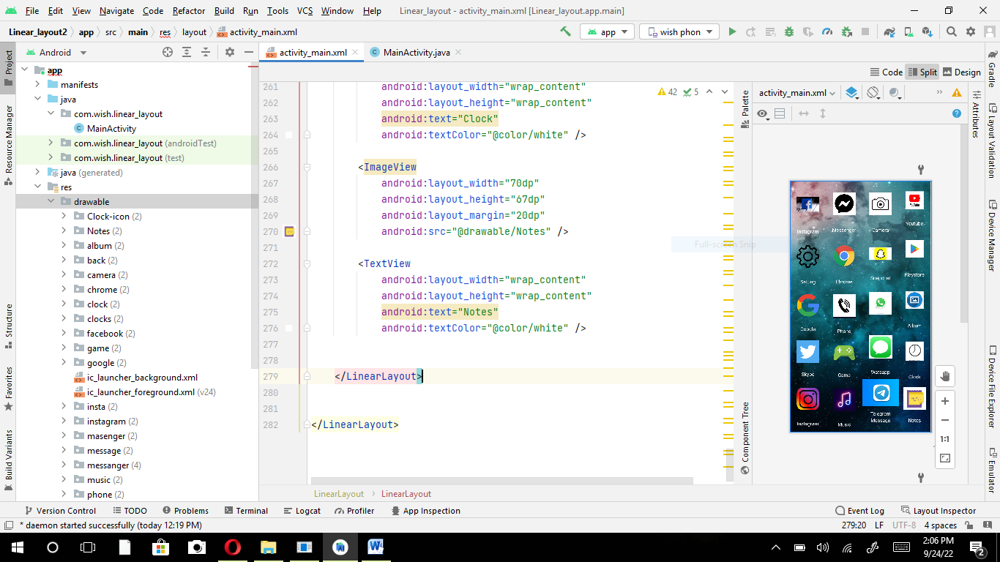 File Edit View Navigate Code Refactor Build Run Tools VCS Window Help Linear_layout - activity_main.xml [Linear_layout.app.main]
Linear_layout2 app src main res layout activity_main.xml app wish phon
Android activity_main.xml MainActivity.java
Code Split Design
Project
Resource Manager
Structure
Favorites
Build Variants
app
manifests
java
com.wish.linear_layout
MainActivity
com.wish.linear_layout (androidTest)
com.wish.linear_layout (test)
java (generated)
res
drawable
Clock-icon (2)
Notes (2)
album (2)
back (2)
camera (2)
chrome (2)
clock (2)
clocks (2)
facebook (2)
game (2)
google (2)
ic_launcher_background.xml
ic_launcher_foreground.xml (v24)
insta (2)
instagram (2)
masenger (2)
message (2)
messanger (4)
music (2)
phone (2)
42 5
261 android:layout_width="wrap_content"
262 android:layout_height="wrap_content"
263 android:text="Clock"
264 android:textColor="@color/white" />
265
266 <ImageView
267 android:layout_width="70dp"
268 android:layout_height="67dp"
269 android:layout_margin="20dp"
270 android:src="@drawable/Notes" />
271
272 <TextView
273 android:layout_width="wrap_content"
274 android:layout_height="wrap_content"
275 android:text="Notes"
276 android:textColor="@color/white" />
277
278
279 </LinearLayout>
280
281
282 </LinearLayout>
Full-screen Snip
LinearLayout LinearLayout
Palette
Component Tree
activity_main.xml
Instagram Messenger Camera Youtube
Setting Chrome Snapchat Playstore
Google Phone Whatsapp Album
Skype Game Watsapp Clock
Instagram Music Telegram Notes
Message
1:1
Attributes
Gradle
Layout Validation
Device Manager
Device File Explorer
Emulator
Version Control TODO Problems Terminal Logcat Profiler App Inspection Event Log Layout Inspector
* daemon started successfully (today 12:19 PM) 279:20 LF UTF-8 4 spaces
2:06 PM
9/24/22
2